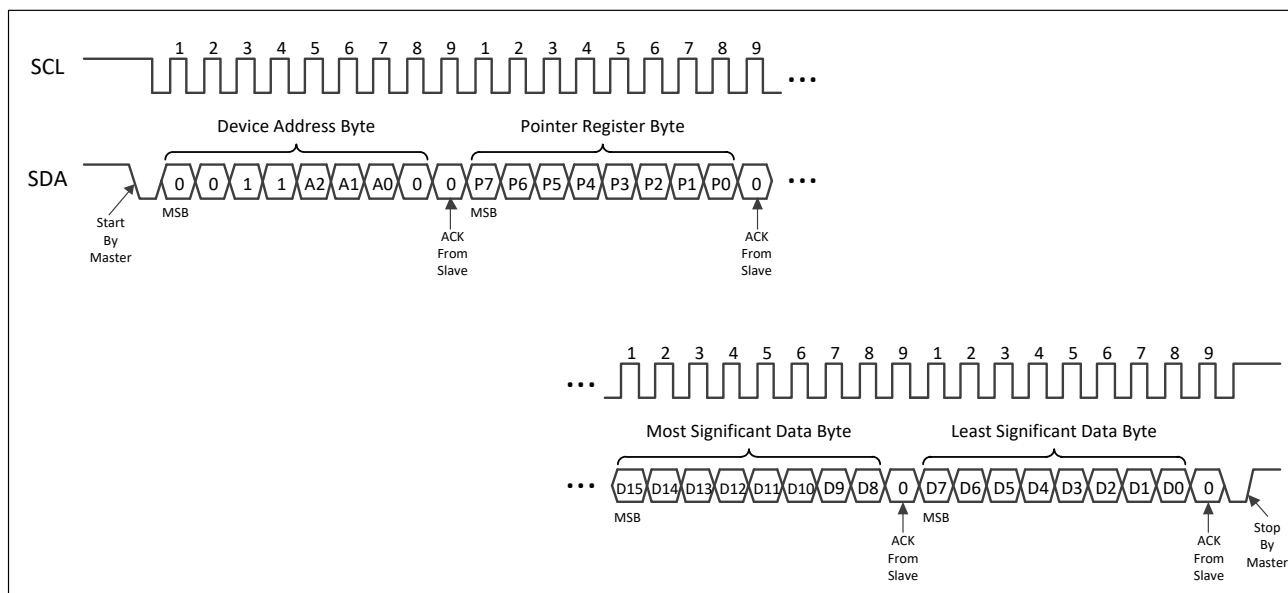 1 2 3 4 5 6 7 8 9 1 2 3 4 5 6 7 8 9
SCL
...
Device Address Byte Pointer Register Byte
SDA
0 0 1 1 A2 A1 A0 0 0 P7 P6 P5 P4 P3 P2 P1 P0 0
...
MSB MSB
Start
By
Master
ACK
From
Slave
ACK
From
Slave
1 2 3 4 5 6 7 8 9 1 2 3 4 5 6 7 8 9
...
Most Significant Data Byte Least Significant Data Byte
...
D15 D14 D13 D12 D11 D10 D9 D8 0 D7 D6 D5 D4 D3 D2 D1 D0 0
MSB MSB
ACK
From
Slave
ACK
From
Slave
Stop
By
Master